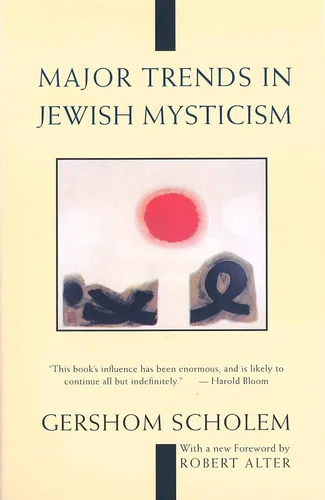 MAJOR TRENDS IN
JEWISH MYSTICISM
"This book's influence has been enormous, and is likely to
continue all but indefinitely." — Harold Bloom
GERSHOM SCHOLEM
With a new Foreword by
ROBERT ALTER